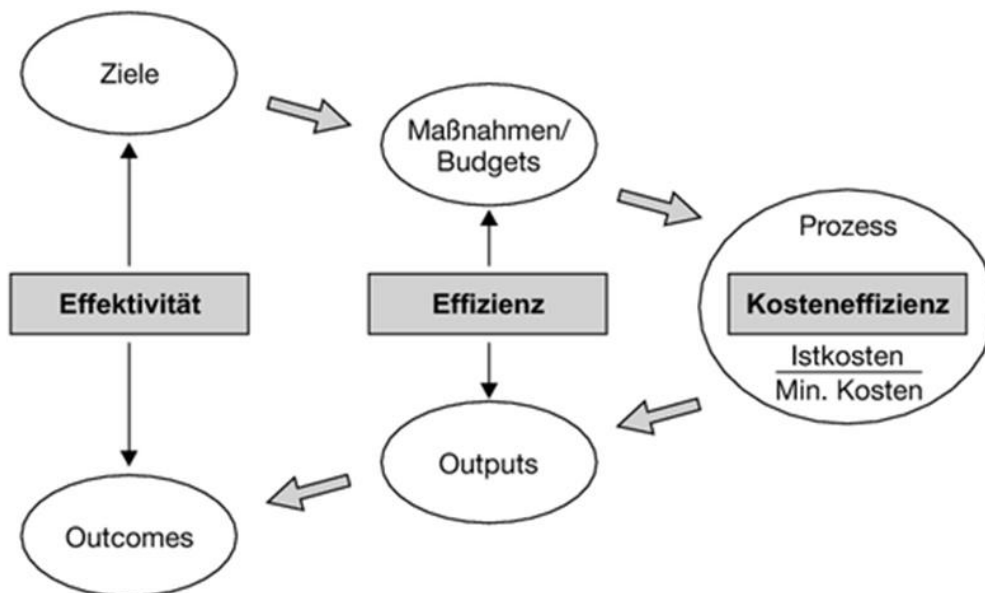 Ziele
Maßnahmen/
Budgets
Prozess
Effektivität
Effizienz
Kosteneffizienz
Istkosten
Min. Kosten
Outputs
Outcomes